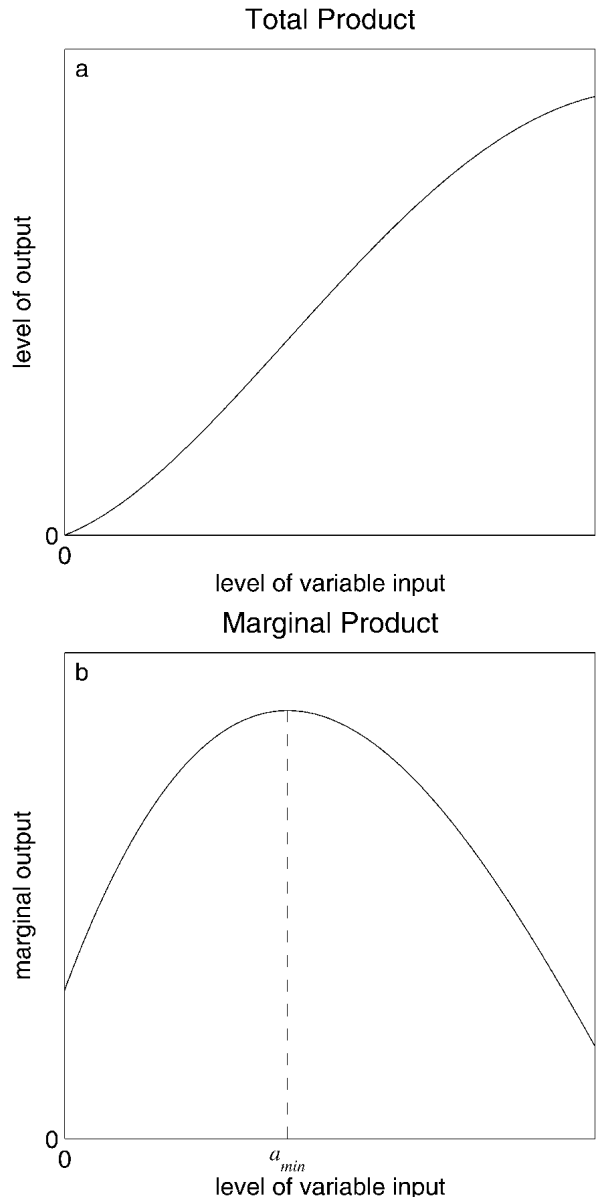 Total Product
a
level of output
0
0
level of variable input
Marginal Product
b
marginal output
0
0
a_min
level of variable input